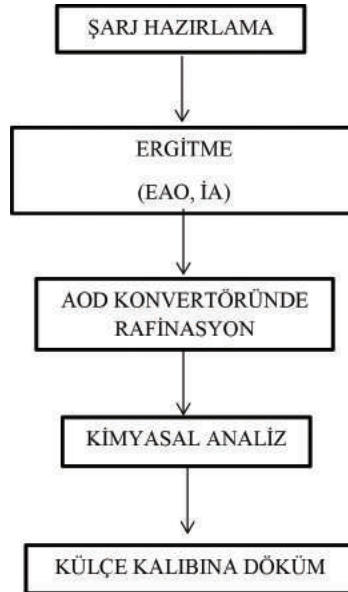 ŞARJ HAZIRLAMA
ERGİTME
(EAO, İA)
AOD KONVERTÖRÜNDE
RAFİNASYON
KİMYASAL ANALİZ
KÜLÇE KALIBINA DÖKÜM